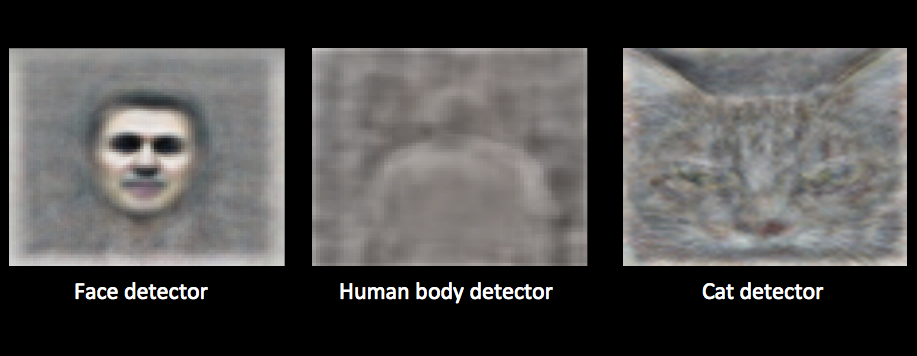 Face detector
Human body detector
Cat detector